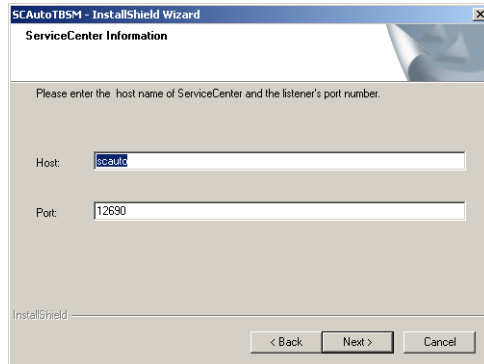 SCAutoTBSM - InstallShield Wizard
ServiceCenter Information
Please enter the host name of ServiceCenter and the listener's port number.
Host: scauto
Port: 12690
InstallShield
< Back Next > Cancel